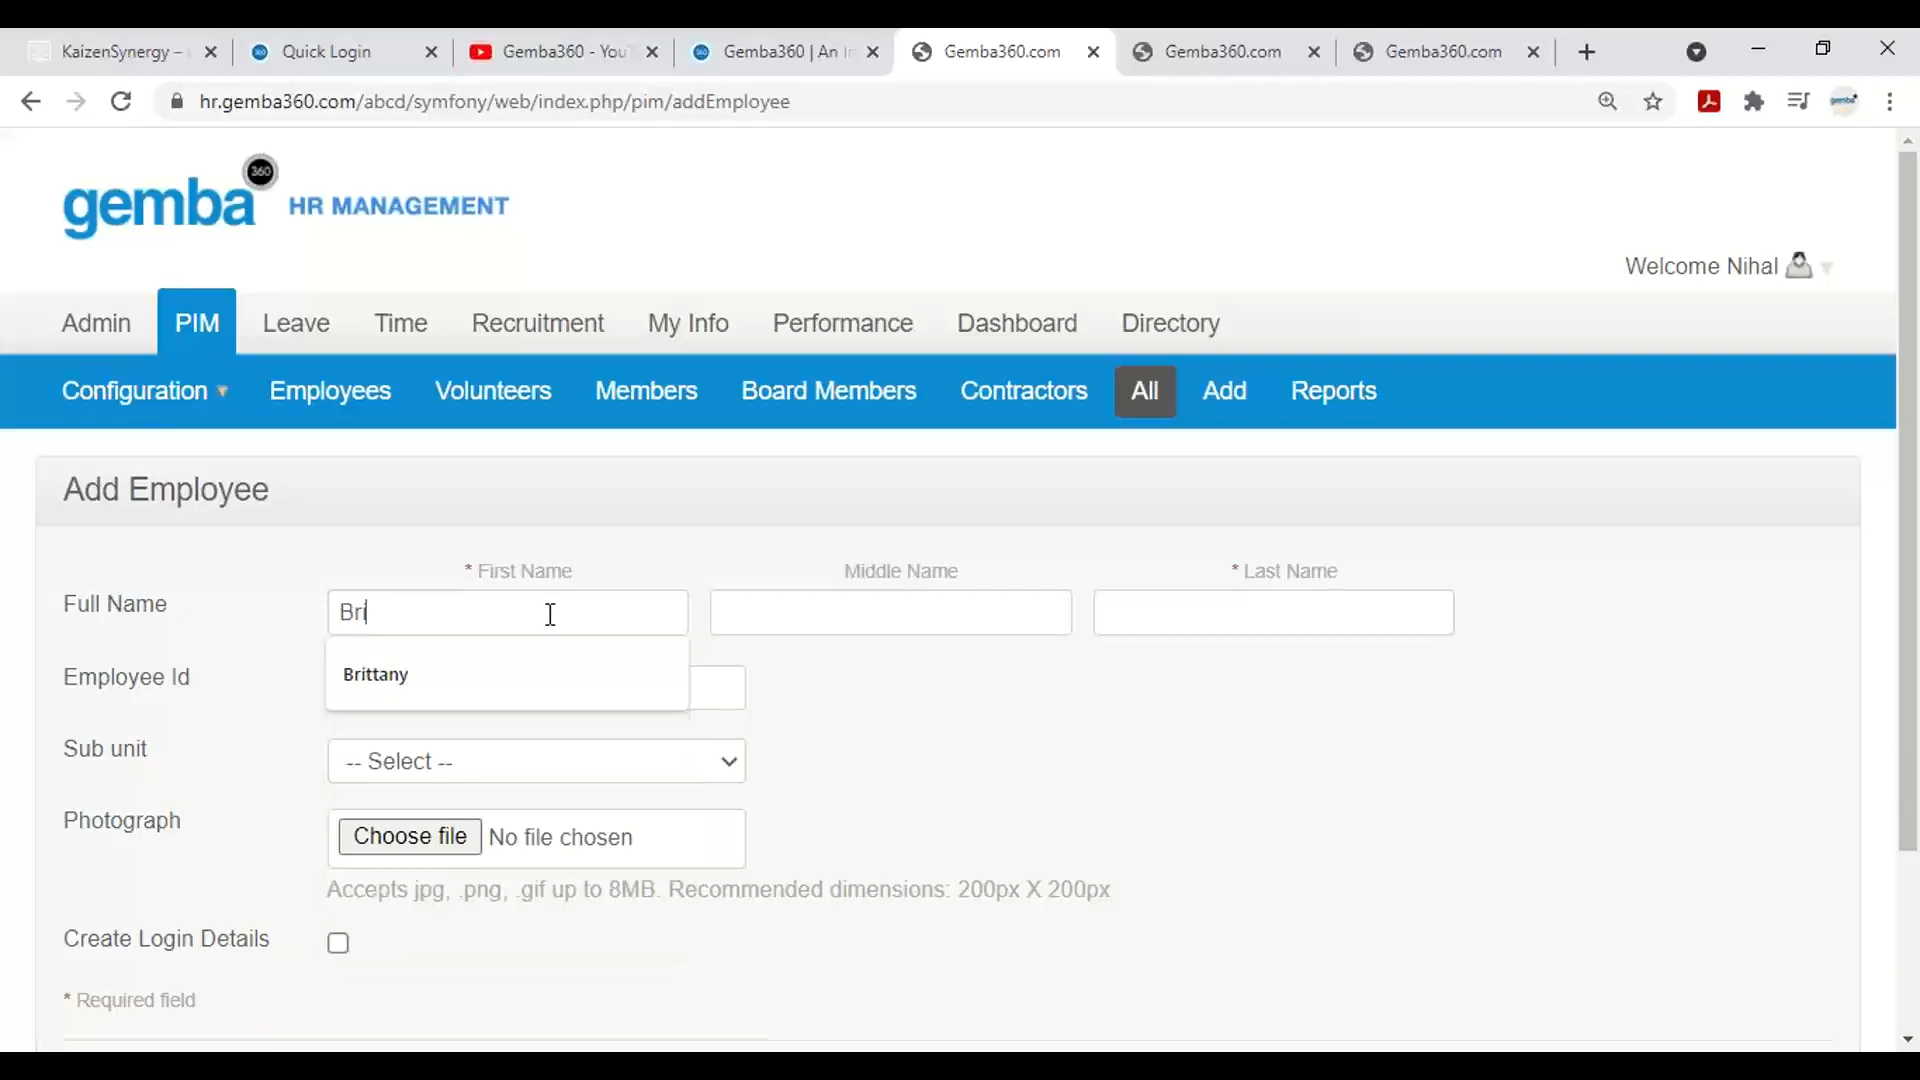 KaizenSynergy –
Quick Login
Gemba360 - YouT
Gemba360 | An In
Gemba360.com
Gemba360.com
Gemba360.com
hr.gemba360.com/abcd/symfony/web/index.php/pim/addEmployee
gemba 360 HR MANAGEMENT
Welcome Nihal
Admin PIM Leave Time Recruitment My Info Performance Dashboard Directory
Configuration Employees Volunteers Members Board Members Contractors All Add Reports
Add Employee
* First Name Middle Name * Last Name
Full Name Bri
Brittany
Employee Id
Sub unit -- Select --
Photograph Choose file No file chosen
Accepts jpg, .png, .gif up to 8MB. Recommended dimensions: 200px X 200px
Create Login Details
* Required field